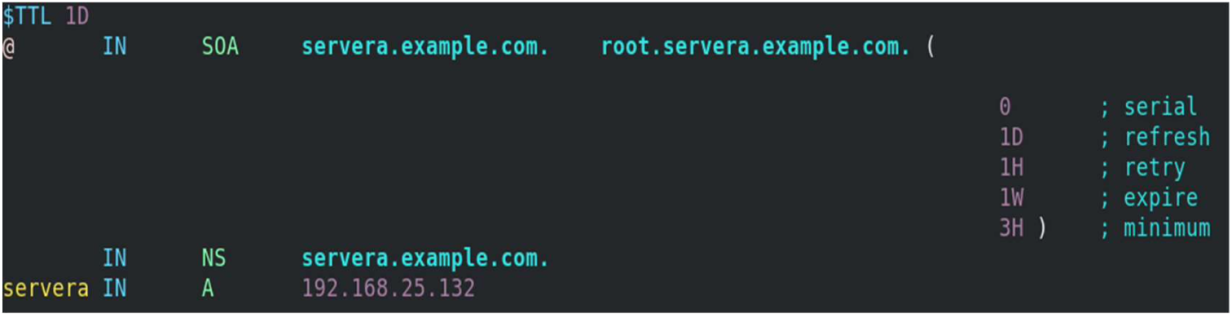 $TTL 1D
@ IN SOA servera.example.com. root.servera.example.com. (
0 ; serial
1D ; refresh
1H ; retry
1W ; expire
3H ) ; minimum
IN NS servera.example.com.
servera IN A 192.168.25.132